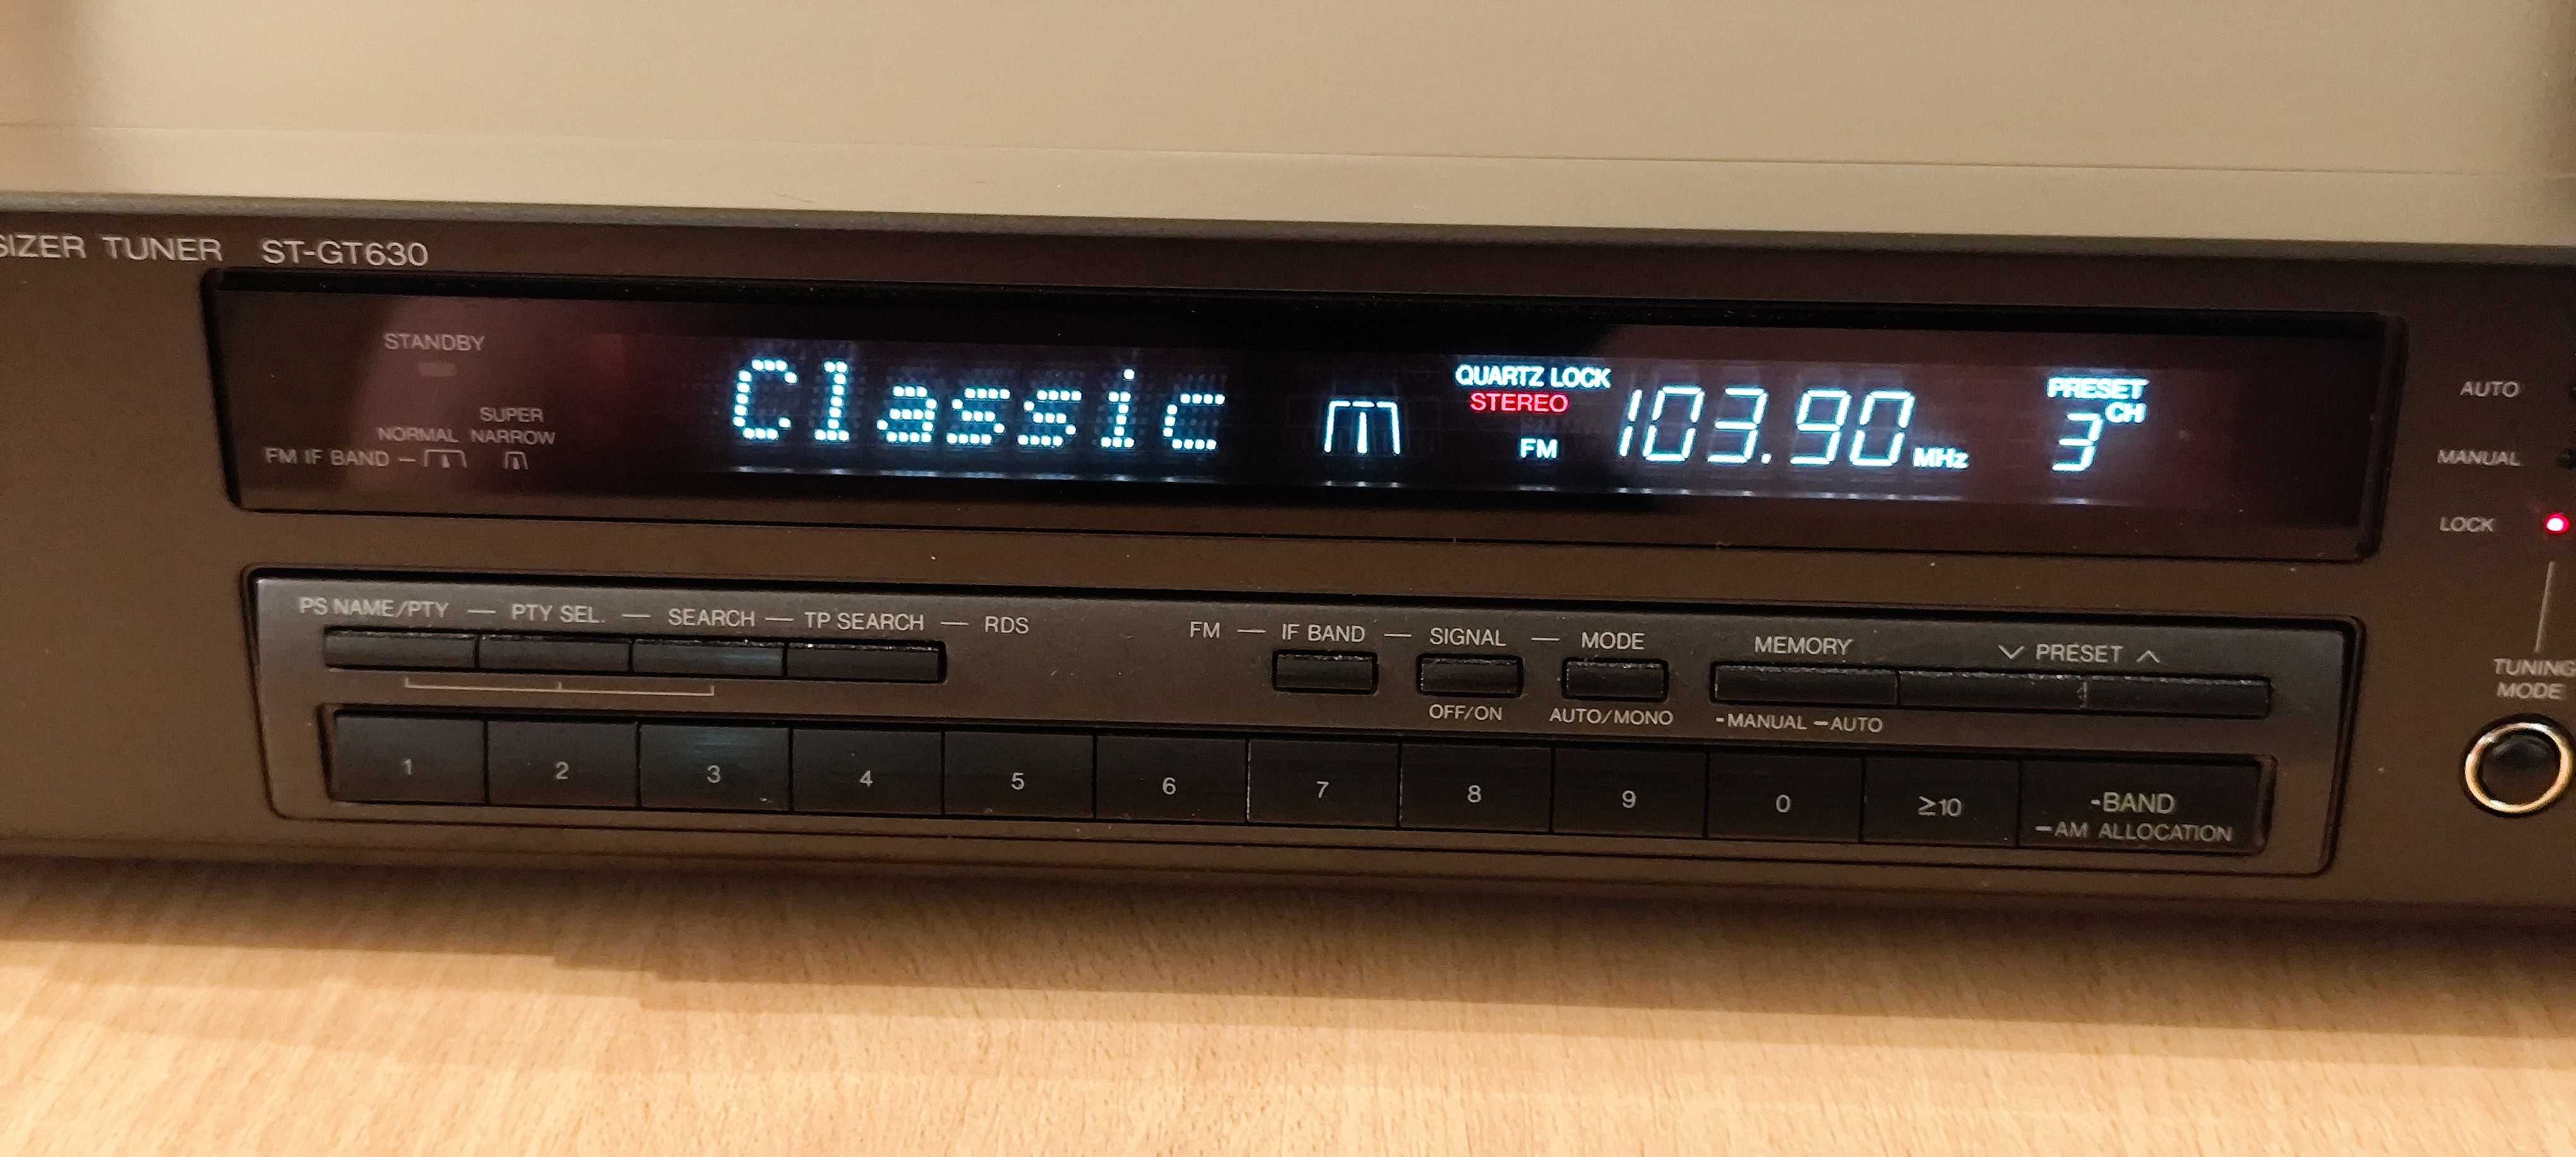 SIZER TUNER ST-GT630
STANDBY
SUPER
NORMAL NARROW
FM IF BAND –
Classic
QUARTZ LOCK
STEREO
FM
103.90 MHz
PRESET
CH
3
AUTO
MANUAL
LOCK
TUNING
MODE
PS NAME/PTY — PTY SEL. — SEARCH — TP SEARCH — RDS
FM — IF BAND — SIGNAL — MODE
MEMORY
PRESET
OFF/ON
AUTO/MONO
-MANUAL –AUTO
1 2 3 4 5 6 7 8 9 0 ≥10
-BAND
–AM ALLOCATION